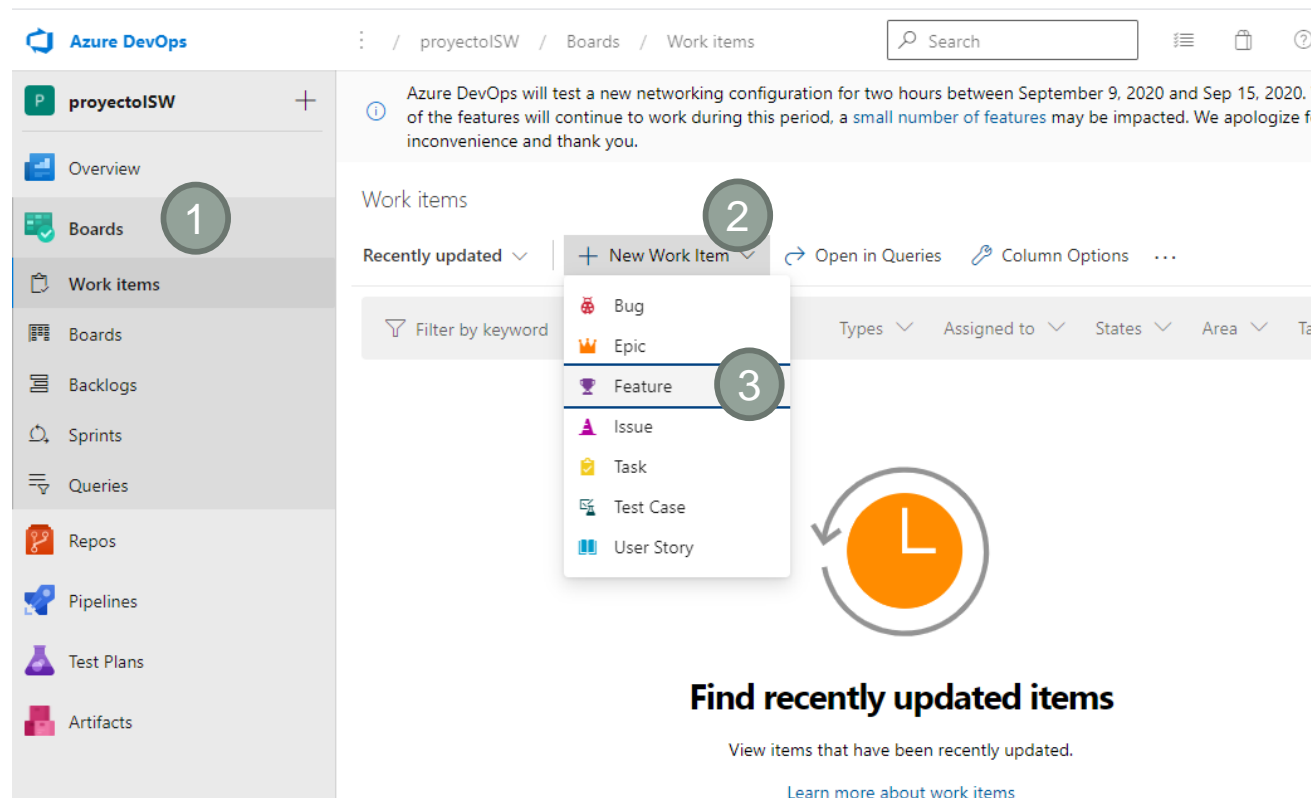 Azure DevOps
/ proyectoISW / Boards / Work items
Search
P proyectoISW
Azure DevOps will test a new networking configuration for two hours between September 9, 2020 and Sep 15, 2020.
of the features will continue to work during this period, a small number of features may be impacted. We apologize
inconvenience and thank you.
Overview
Boards
1
Work items
Boards
Backlogs
Sprints
Queries
Repos
Pipelines
Test Plans
Artifacts
Work items
2
Recently updated
New Work Item
Open in Queries
Column Options
...
Filter by keyword
Types
Assigned to
States
Area
Bug
Epic
Feature
3
Issue
Task
Test Case
User Story
Find recently updated items
View items that have been recently updated.
Learn more about work items